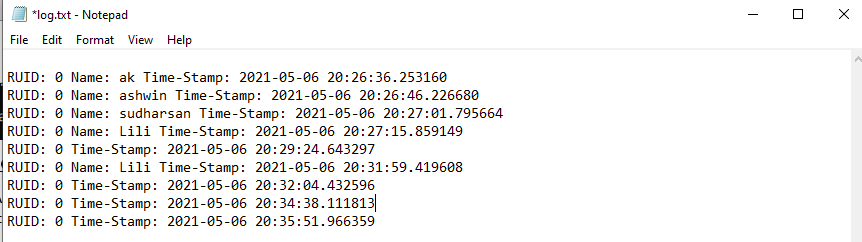 *log.txt - Notepad
File Edit Format View Help
RUID: 0 Name: ak Time-Stamp: 2021-05-06 20:26:36.253160
RUID: 0 Name: ashwin Time-Stamp: 2021-05-06 20:26:46.226680
RUID: 0 Name: sudharsan Time-Stamp: 2021-05-06 20:27:01.795664
RUID: 0 Name: Lili Time-Stamp: 2021-05-06 20:27:15.859149
RUID: 0 Time-Stamp: 2021-05-06 20:29:24.643297
RUID: 0 Name: Lili Time-Stamp: 2021-05-06 20:31:59.419608
RUID: 0 Time-Stamp: 2021-05-06 20:32:04.432596
RUID: 0 Time-Stamp: 2021-05-06 20:34:38.111813
RUID: 0 Time-Stamp: 2021-05-06 20:35:51.966359